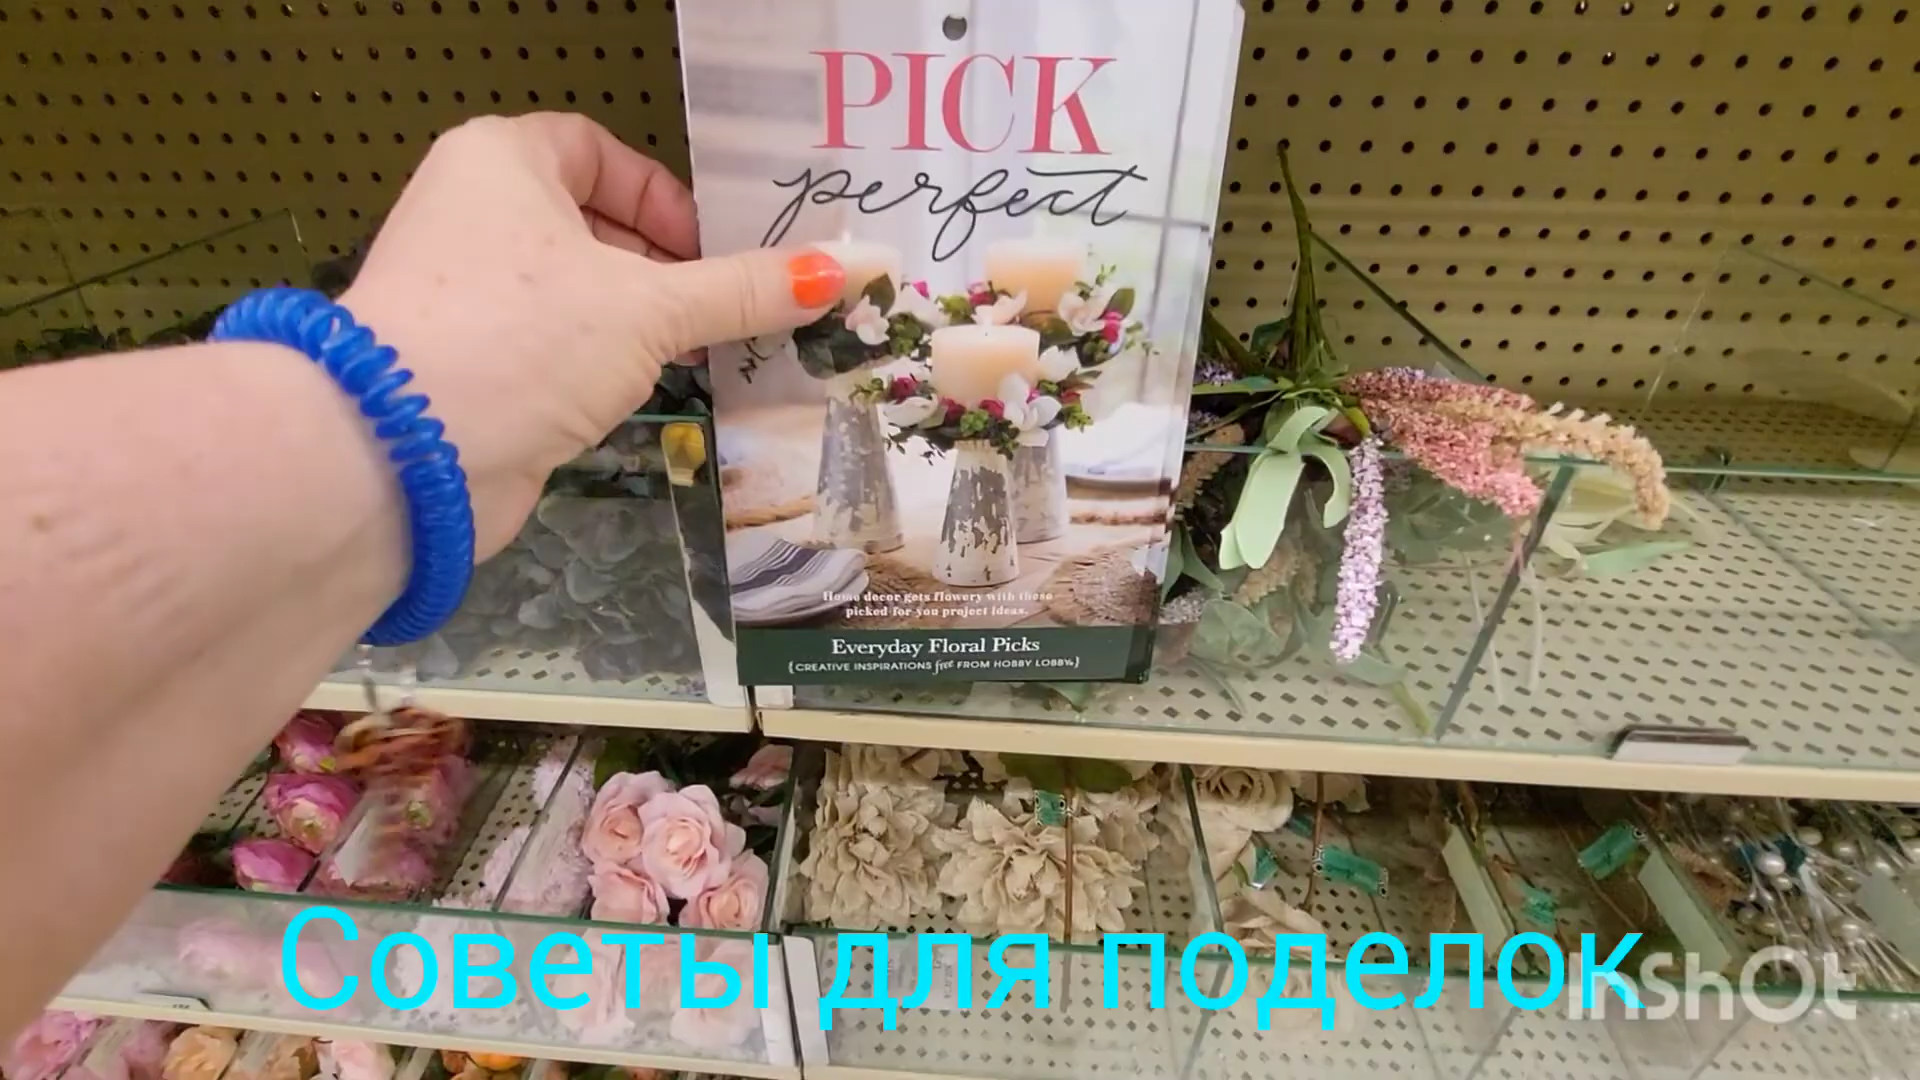 PICK
perfect
Home decor gets flowery with these
picked-for-you project ideas.
Everyday Floral Picks
{CREATIVE INSPIRATIONS free FROM HOBBY LOBBY®}
Советы для поделок
InShOt